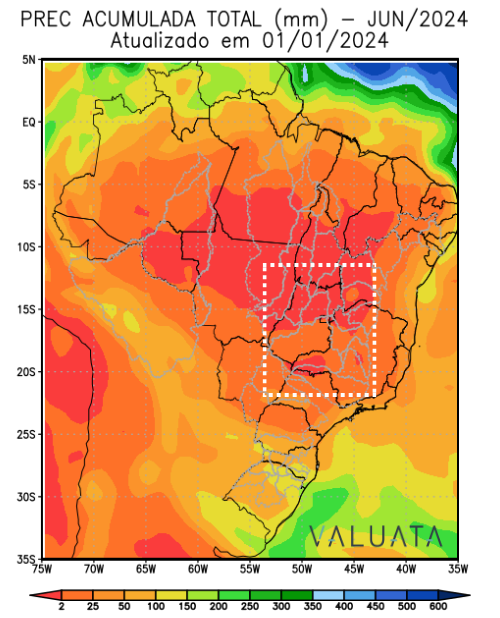 PREC ACUMULADA TOTAL (mm) – JUN/2024
Atualizado em 01/01/2024
5N
EQ
5S
10S
15S
20S
25S
30S
35S
75W 70W 65W 60W 55W 50W 45W 40W 35W
VALUATA
2 25 50 100 150 200 250 300 350 400 450 500 600